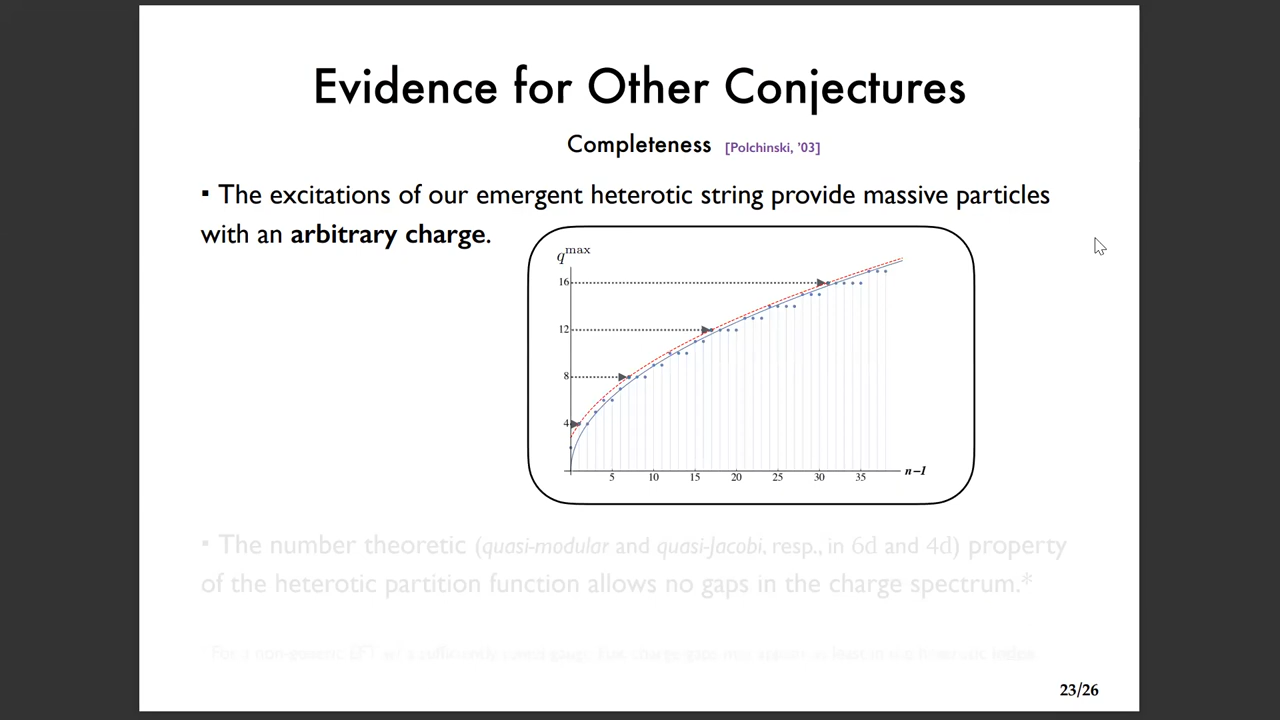 Evidence for Other Conjectures
Completeness [Polchinski, '03]
▪ The excitations of our emergent heterotic string provide massive particles
with an arbitrary charge.
q^max
16
12
8
4
5 10 15 20 25 30 35 n−1
▪ The number theoretic (quasi-modular and quasi-Jacobi, resp., in 6d and 4d) property
of the heterotic partition function allows no gaps in the charge spectrum.*
23/26